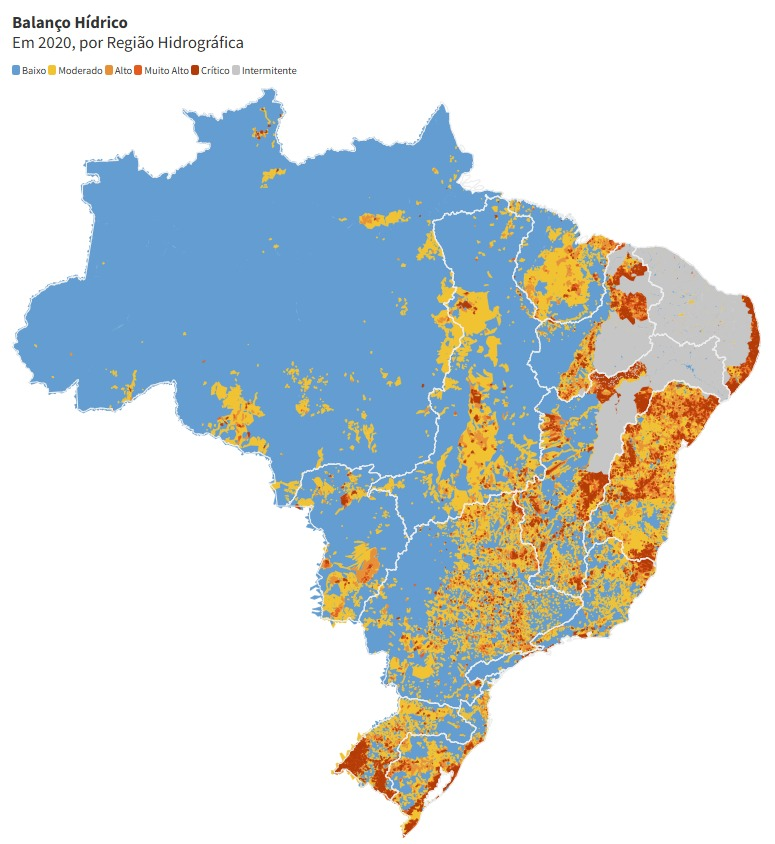 Balanço Hídrico
Em 2020, por Região Hidrográfica
Baixo Moderado Alto Muito Alto Crítico Intermitente